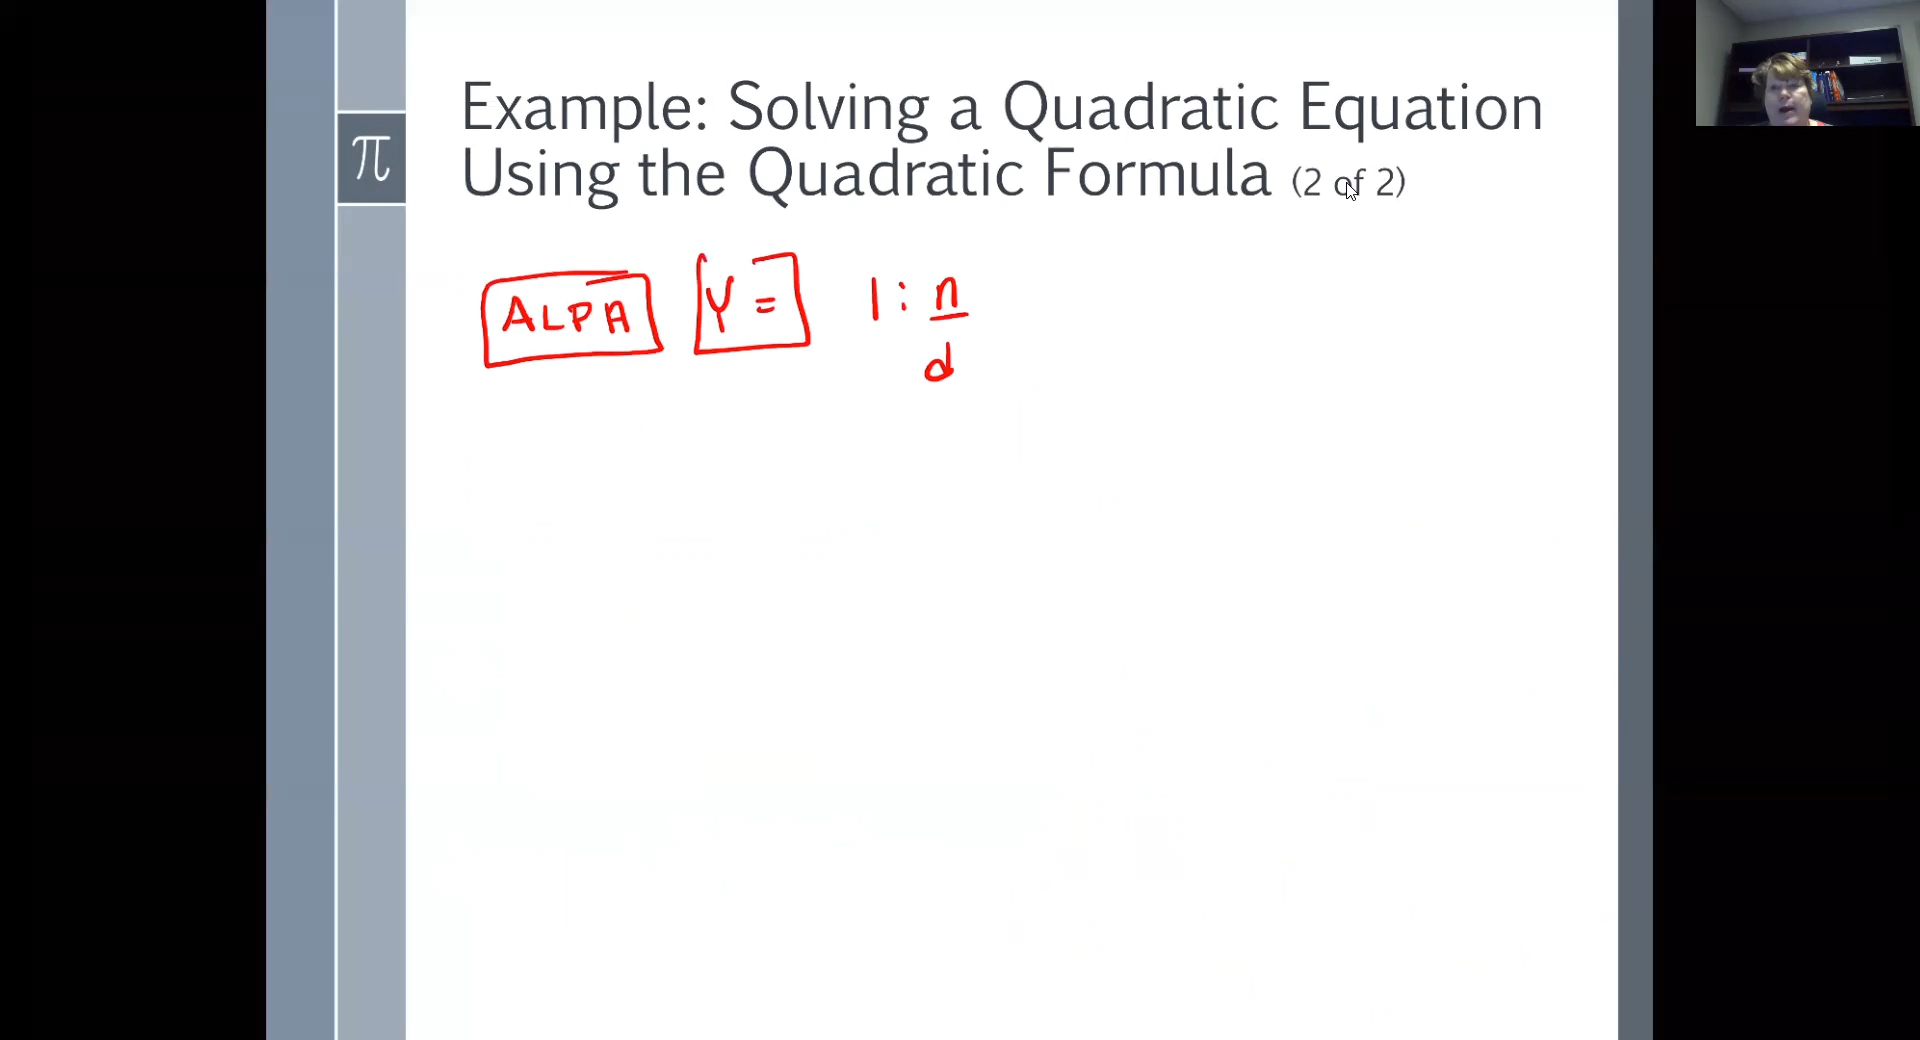 π
Example: Solving a Quadratic Equation
Using the Quadratic Formula (2 of 2)
ALPA Y= 1: n
d